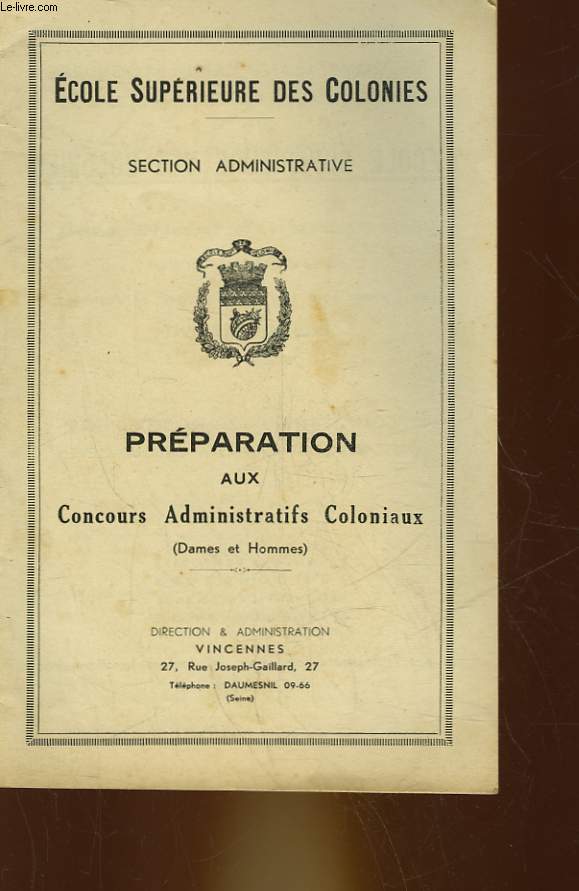 Le-livre.com
ÉCOLE SUPÉRIEURE DES COLONIES
SECTION ADMINISTRATIVE
PRÉPARATION
AUX
Concours Administratifs Coloniaux
(Dames et Hommes)
DIRECTION & ADMINISTRATION
VINCENNES
27, Rue Joseph-Gaillard, 27
Téléphone : DAUMESNIL 09-66
(Seine)